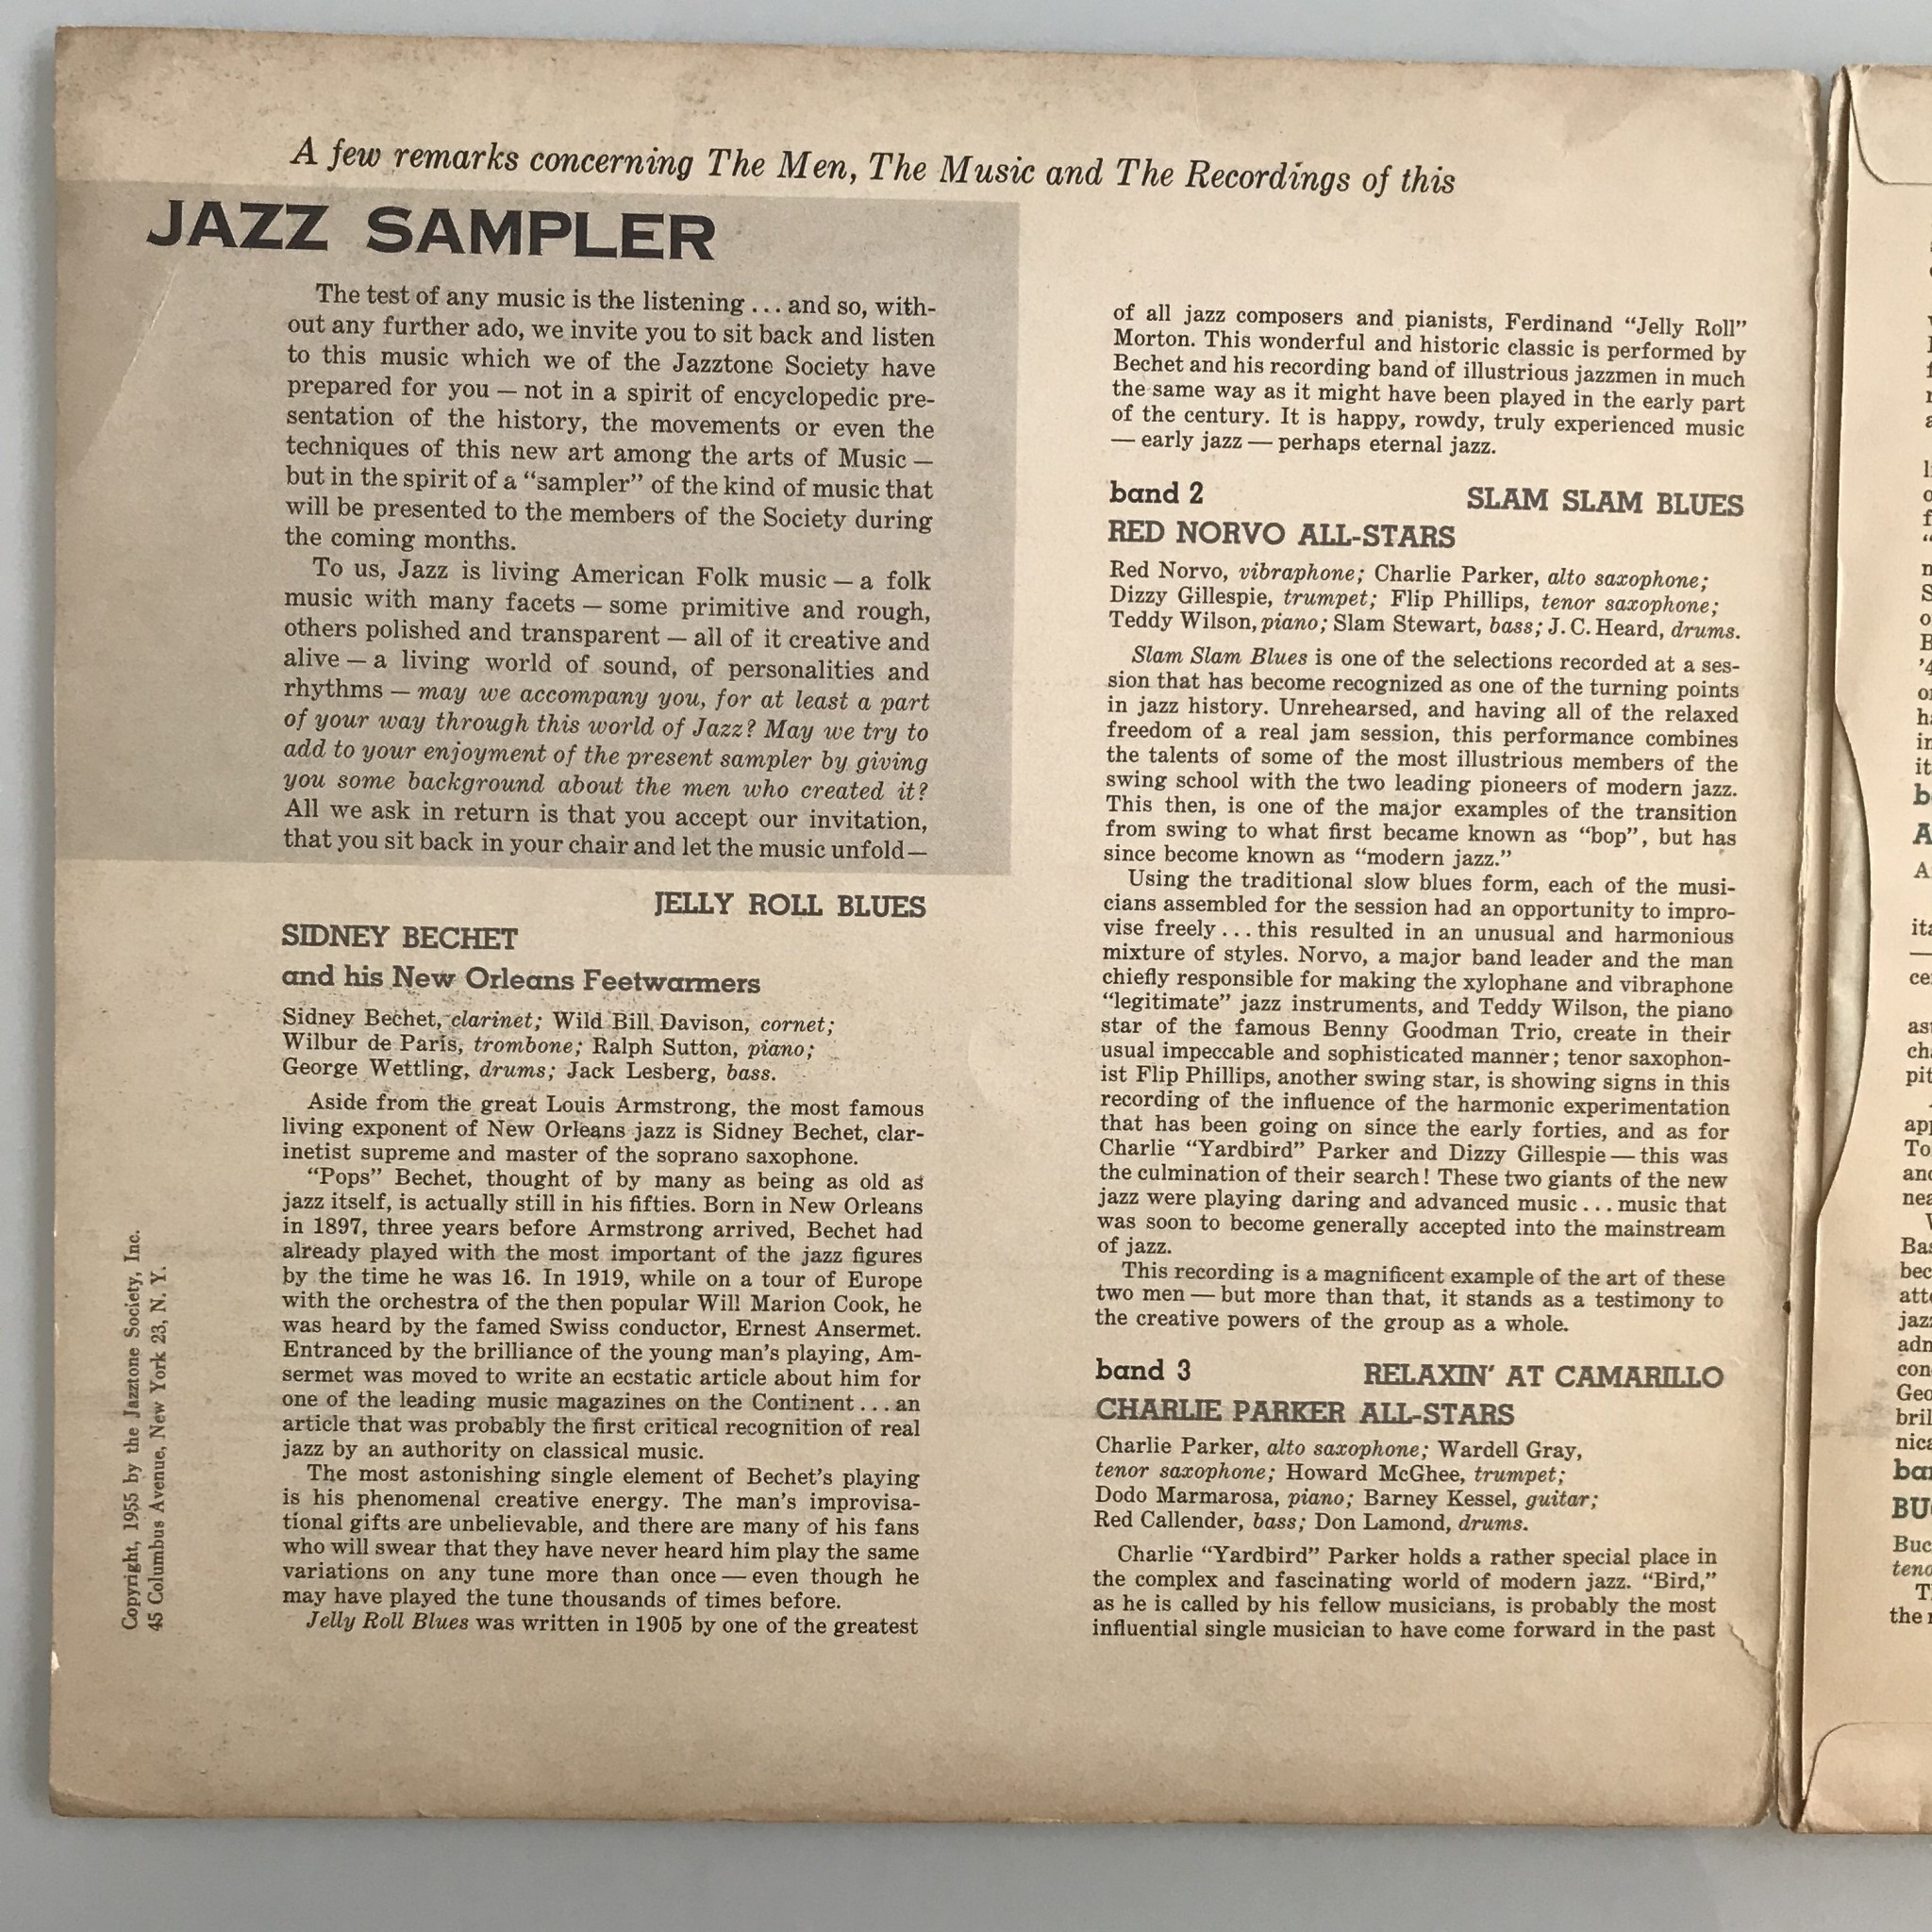 A few remarks concerning The Men, The Music and The Recordings of this
JAZZ SAMPLER
The test of any music is the listening . . . and so, with-
out any further ado, we invite you to sit back and listen
to this music which we of the Jazztone Society have
prepared for you — not in a spirit of encyclopedic pre-
sentation of the history, the movements or even the
techniques of this new art among the arts of Music —
but in the spirit of a “sampler” of the kind of music that
will be presented to the members of the Society during
the coming months.
To us, Jazz is living American Folk music — a folk
music with many facets — some primitive and rough,
others polished and transparent — all of it creative and
alive — a living world of sound, of personalities and
rhythms — may we accompany you, for at least a part
of your way through this world of Jazz? May we try to
add to your enjoyment of the present sampler by giving
you some background about the men who created it?
All we ask in return is that you accept our invitation,
that you sit back in your chair and let the music unfold—
JELLY ROLL BLUES
SIDNEY BECHET
and his New Orleans Feetwarmers
Sidney Bechet, clarinet; Wild Bill Davison, cornet;
Wilbur de Paris, trombone; Ralph Sutton, piano;
George Wettling, drums; Jack Lesberg, bass.
Aside from the great Louis Armstrong, the most famous
living exponent of New Orleans jazz is Sidney Bechet, clar-
inetist supreme and master of the soprano saxophone.
“Pops” Bechet, thought of by many as being as old as
jazz itself, is actually still in his fifties. Born in New Orleans
in 1897, three years before Armstrong arrived, Bechet had
already played with the most important of the jazz figures
by the time he was 16. In 1919, while on a tour of Europe
with the orchestra of the then popular Will Marion Cook, he
was heard by the famed Swiss conductor, Ernest Ansermet.
Entranced by the brilliance of the young man’s playing, Am-
sermet was moved to write an ecstatic article about him for
one of the leading music magazines on the Continent . . . an
article that was probably the first critical recognition of real
jazz by an authority on classical music.
The most astonishing single element of Bechet’s playing
is his phenomenal creative energy. The man’s improvisa-
tional gifts are unbelievable, and there are many of his fans
who will swear that they have never heard him play the same
variations on any tune more than once — even though he
may have played the tune thousands of times before.
Jelly Roll Blues was written in 1905 by one of the greatest
Copyright, 1955 by the Jazztone Society, Inc.
45 Columbus Avenue, New York 23, N. Y.
of all jazz composers and pianists, Ferdinand “Jelly Roll”
Morton. This wonderful and historic classic is performed by
Bechet and his recording band of illustrious jazzmen in much
the same way as it might have been played in the early part
of the century. It is happy, rowdy, truly experienced music
— early jazz — perhaps eternal jazz.
band 2 SLAM SLAM BLUES
RED NORVO ALL-STARS
Red Norvo, vibraphone; Charlie Parker, alto saxophone;
Dizzy Gillespie, trumpet; Flip Phillips, tenor saxophone;
Teddy Wilson, piano; Slam Stewart, bass; J. C. Heard, drums.
Slam Slam Blues is one of the selections recorded at a ses-
sion that has become recognized as one of the turning points
in jazz history. Unrehearsed, and having all of the relaxed
freedom of a real jam session, this performance combines
the talents of some of the most illustrious members of the
swing school with the two leading pioneers of modern jazz.
This then, is one of the major examples of the transition
from swing to what first became known as “bop”, but has
since become known as “modern jazz.”
Using the traditional slow blues form, each of the musi-
cians assembled for the session had an opportunity to impro-
vise freely . . . this resulted in an unusual and harmonious
mixture of styles. Norvo, a major band leader and the man
chiefly responsible for making the xylophane and vibraphone
“legitimate” jazz instruments, and Teddy Wilson, the piano
star of the famous Benny Goodman Trio, create in their
usual impeccable and sophisticated manner; tenor saxophon-
ist Flip Phillips, another swing star, is showing signs in this
recording of the influence of the harmonic experimentation
that has been going on since the early forties, and as for
Charlie “Yardbird” Parker and Dizzy Gillespie — this was
the culmination of their search! These two giants of the new
jazz were playing daring and advanced music . . . music that
was soon to become generally accepted into the mainstream
of jazz.
This recording is a magnificent example of the art of these
two men — but more than that, it stands as a testimony to
the creative powers of the group as a whole.
band 3 RELAXIN’ AT CAMARILLO
CHARLIE PARKER ALL-STARS
Charlie Parker, alto saxophone; Wardell Gray,
tenor saxophone; Howard McGhee, trumpet;
Dodo Marmarosa, piano; Barney Kessel, guitar;
Red Callender, bass; Don Lamond, drums.
Charlie “Yardbird” Parker holds a rather special place in
the complex and fascinating world of modern jazz. “Bird,”
as he is called by his fellow musicians, is probably the most
influential single musician to have come forward in the past